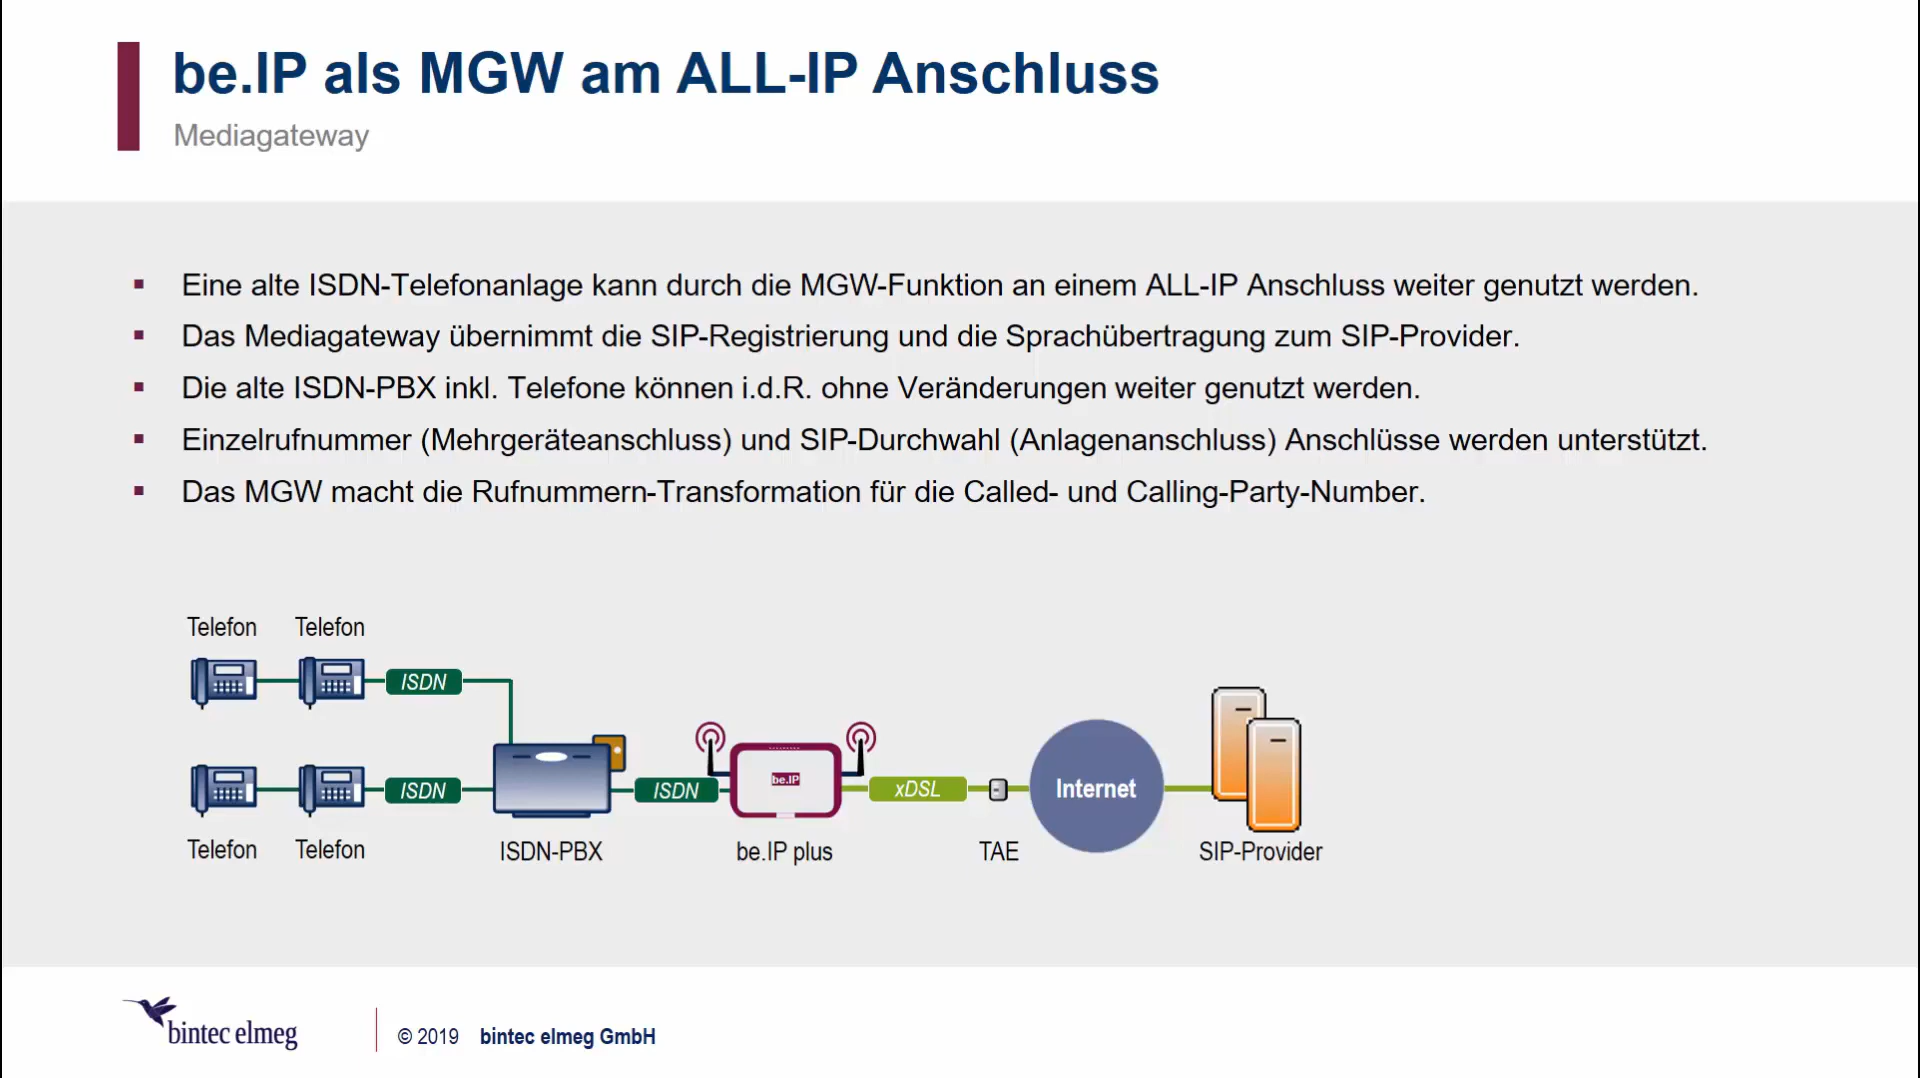 be.IP als MGW am ALL-IP Anschluss
Mediagateway
Eine alte ISDN-Telefonanlage kann durch die MGW-Funktion an einem ALL-IP Anschluss weiter genutzt werden.
Das Mediagateway übernimmt die SIP-Registrierung und die Sprachübertragung zum SIP-Provider.
Die alte ISDN-PBX inkl. Telefone können i.d.R. ohne Veränderungen weiter genutzt werden.
Einzelrufnummer (Mehrgeräteanschluss) und SIP-Durchwahl (Anlagenanschluss) Anschlüsse werden unterstützt.
Das MGW macht die Rufnummern-Transformation für die Called- und Calling-Party-Number.
Telefon Telefon
ISDN
ISDN ISDN be.IP xDSL Internet
Telefon Telefon ISDN-PBX be.IP plus TAE SIP-Provider
bintec elmeg © 2019 bintec elmeg GmbH